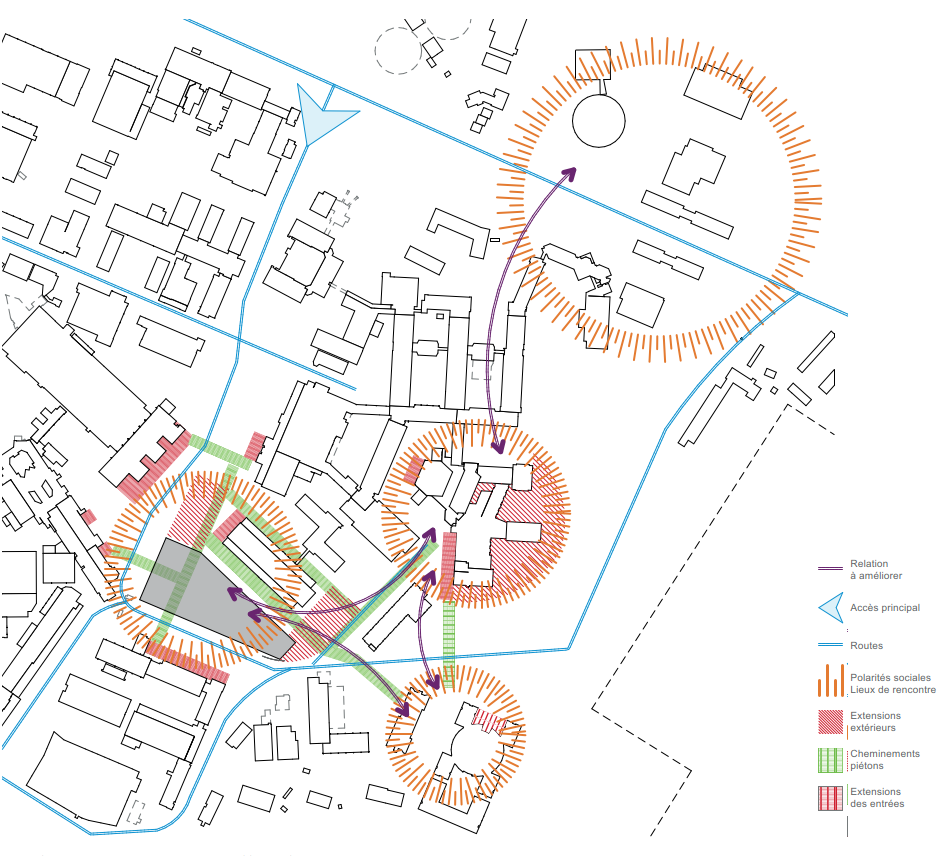 Relation
à améliorer
Accès principal
Routes
Polarités sociales
Lieux de rencontre
Extensions
extérieurs
Cheminements
piétons
Extensions
des entrées